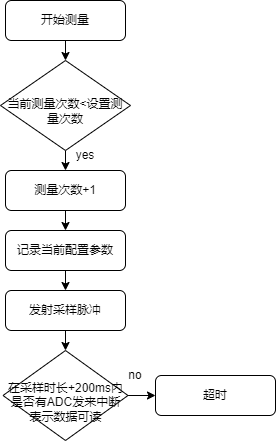 开始测量
当前测量次数<设置测
量次数
yes
测量次数+1
记录当前配置参数
发射采样脉冲
在采样时长+200ms内
是否有ADC发来中断
表示数据可读
no
超时